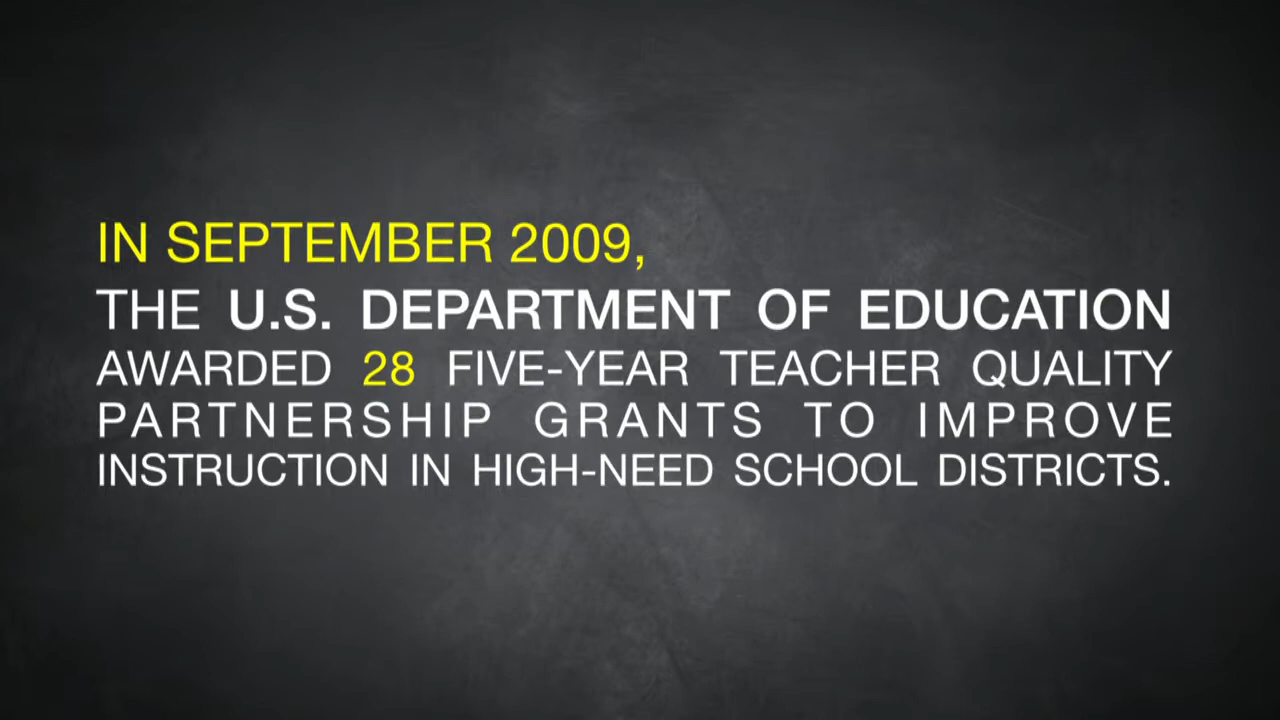 IN SEPTEMBER 2009,
THE U.S. DEPARTMENT OF EDUCATION
AWARDED 28 FIVE-YEAR TEACHER QUALITY
PARTNERSHIP GRANTS TO IMPROVE
INSTRUCTION IN HIGH-NEED SCHOOL DISTRICTS.